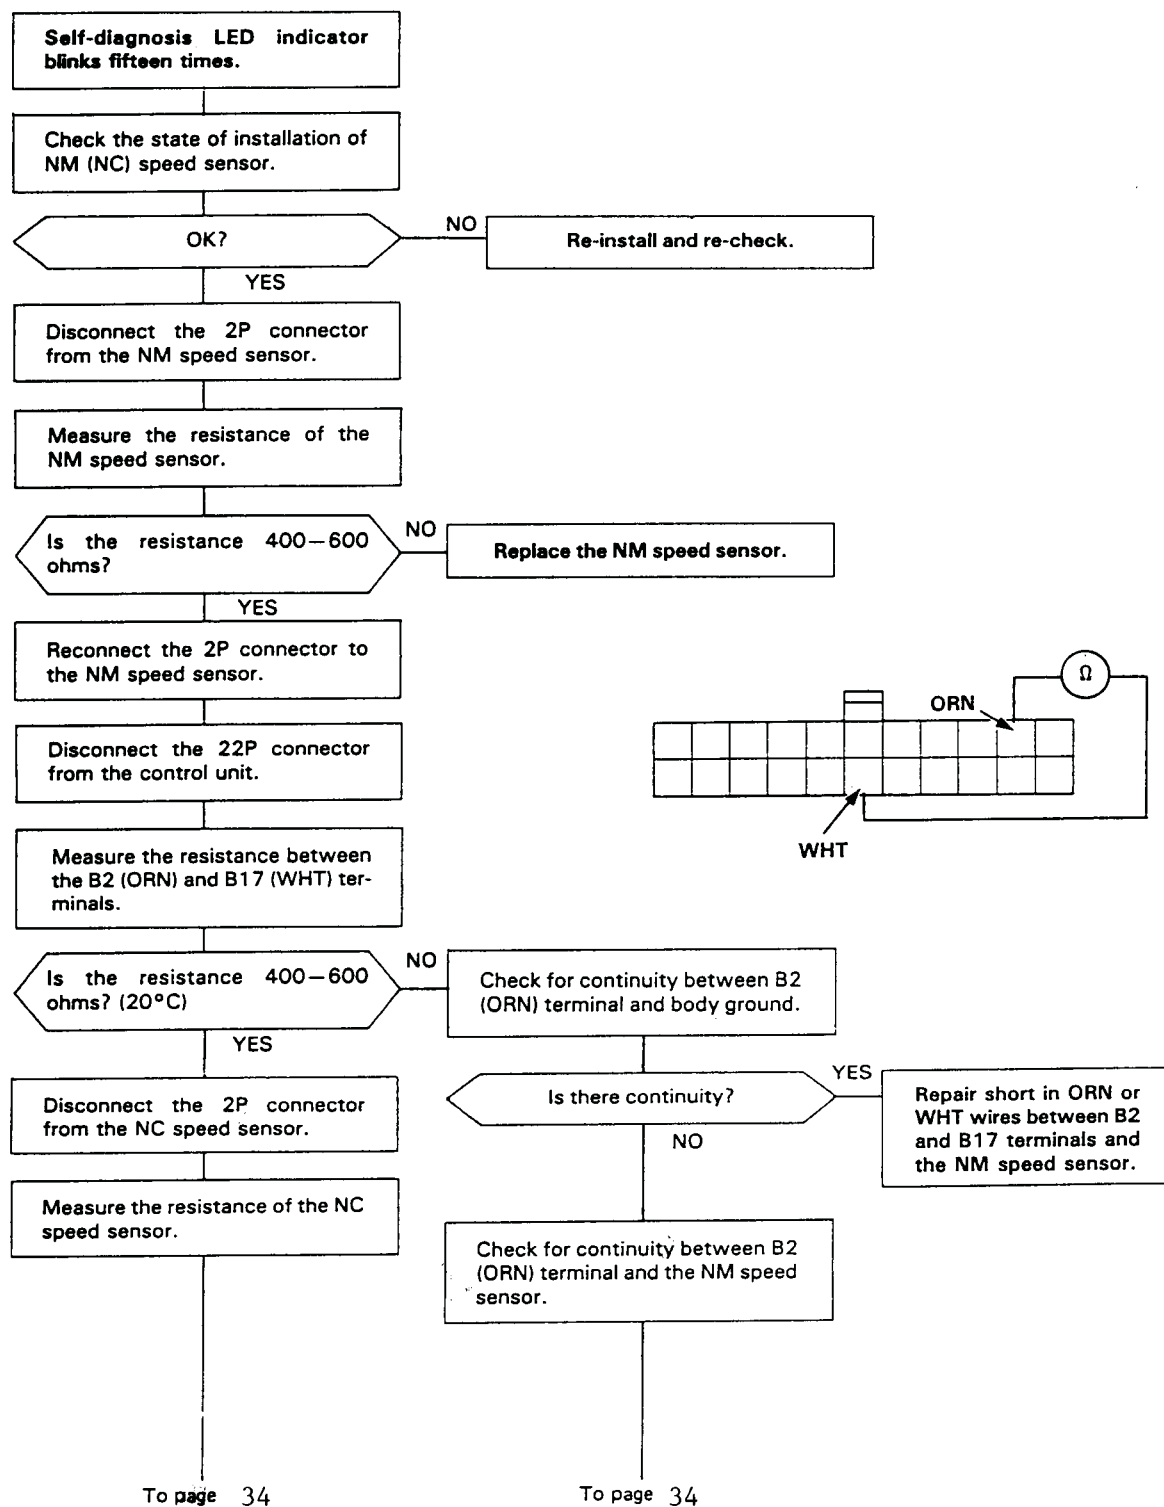 Self-diagnosis LED indicator
blinks fifteen times.
Check the state of installation of
NM (NC) speed sensor.
OK?
NO
Re-install and re-check.
YES
Disconnect the 2P connector
from the NM speed sensor.
Measure the resistance of the
NM speed sensor.
Is the resistance 400—600
ohms?
NO
Replace the NM speed sensor.
YES
Reconnect the 2P connector to
the NM speed sensor.
Disconnect the 22P connector
from the control unit.
Ω
ORN
WHT
Measure the resistance between
the B2 (ORN) and B17 (WHT) ter-
minals.
Is the resistance 400—600
ohms? (20°C)
NO
Check for continuity between B2
(ORN) terminal and body ground.
YES
Is there continuity?
YES
Repair short in ORN or
WHT wires between B2
and B17 terminals and
the NM speed sensor.
NO
Disconnect the 2P connector
from the NC speed sensor.
Measure the resistance of the NC
speed sensor.
Check for continuity between B2
(ORN) terminal and the NM speed
sensor.
To page 34
To page 34